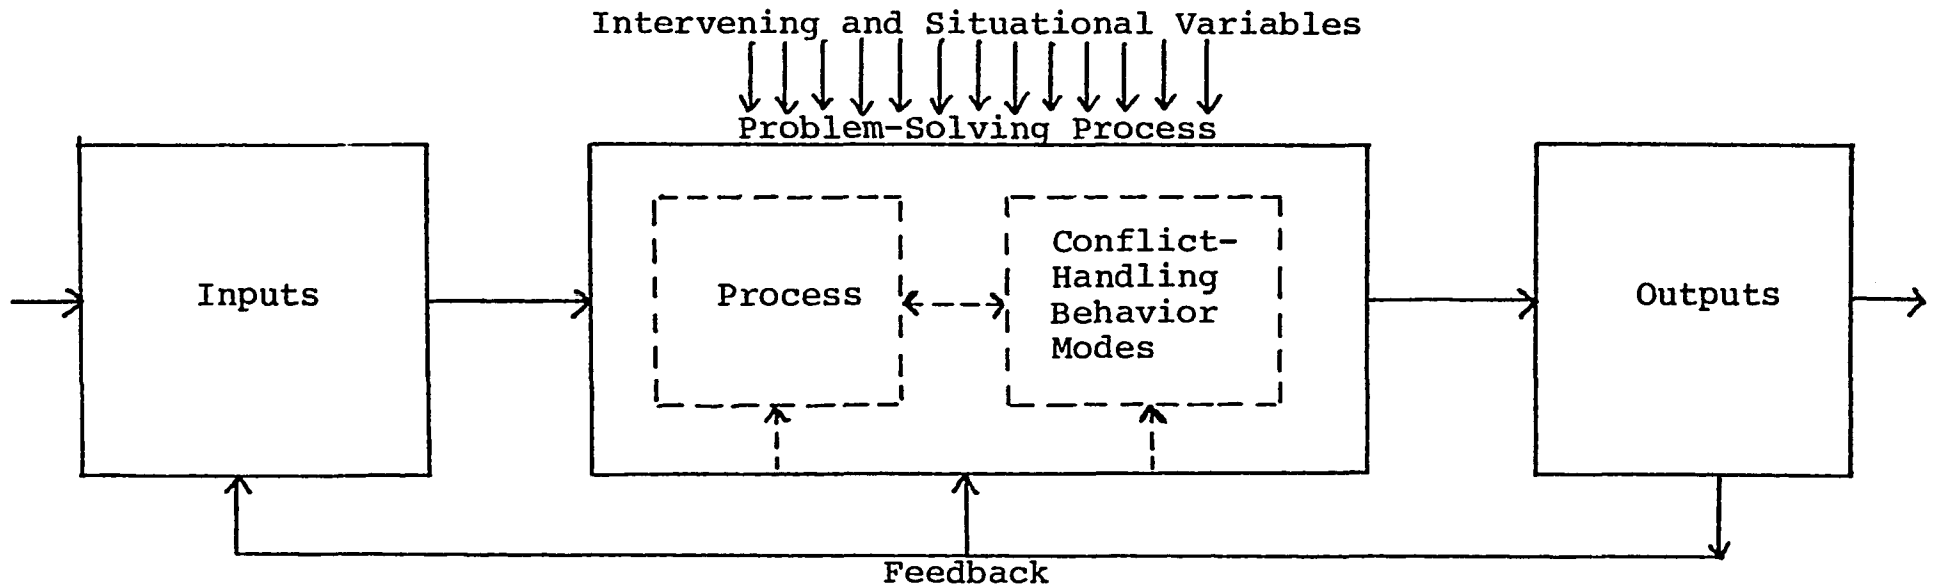 Intervening and Situational Variables
Problem-Solving Process
Inputs
Process
Conflict-
Handling
Behavior
Modes
Outputs
Feedback